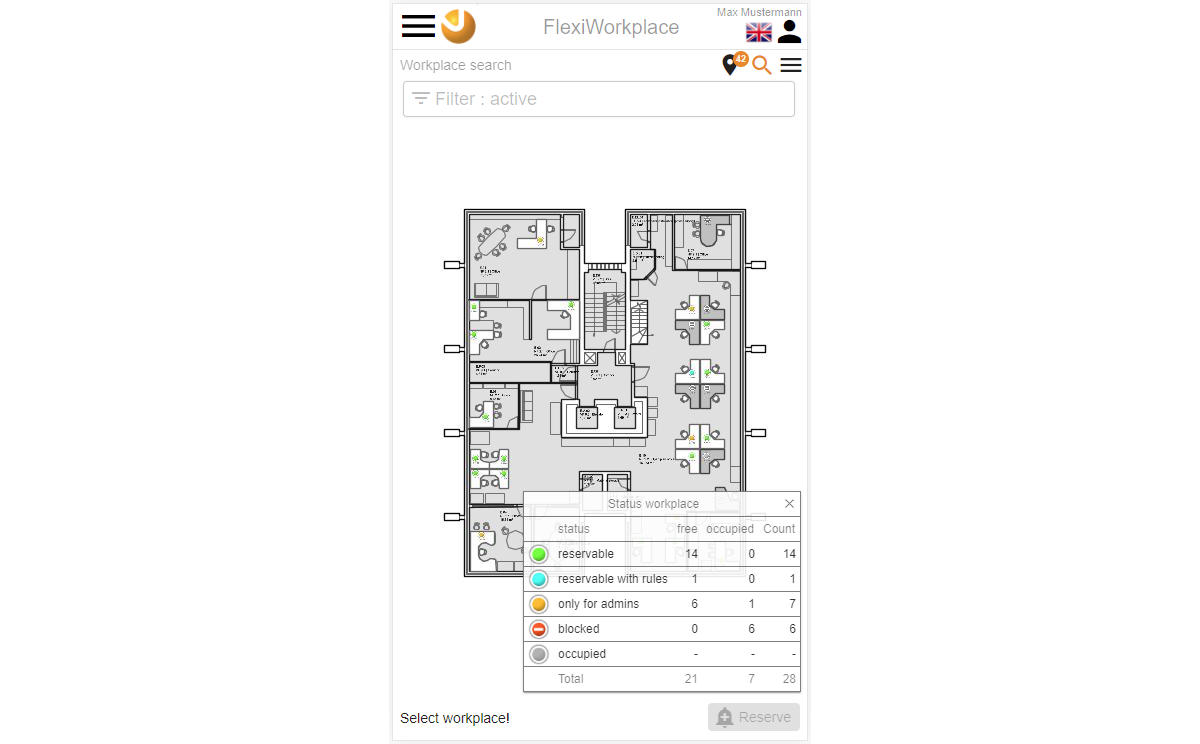 Max Mustermann
FlexiWorkplace
Workplace search
42
Filter : active
Status workplace
status free occupied Count
reservable 14 0 14
reservable with rules 1 0 1
only for admins 6 1 7
blocked 0 6 6
occupied - - -
Total 21 7 28
Select workplace!
Reserve